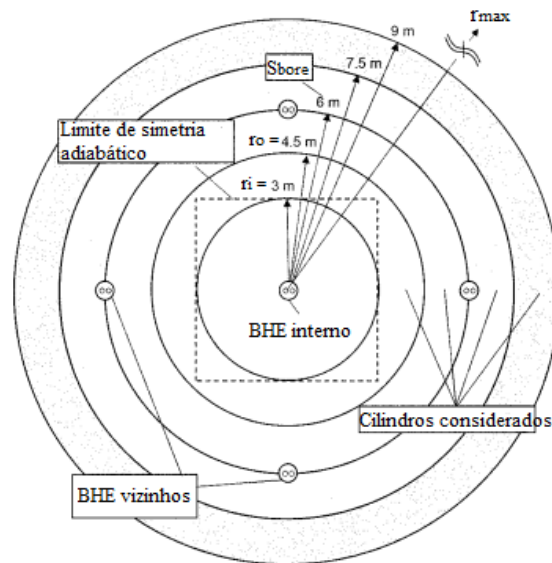 rmax
9 m
7.5 m
Sbore
6 m
Limite de simetria
adiabático
ro = 4.5 m
ri = 3 m
BHE interno
Cilindros considerados
BHE vizinhos